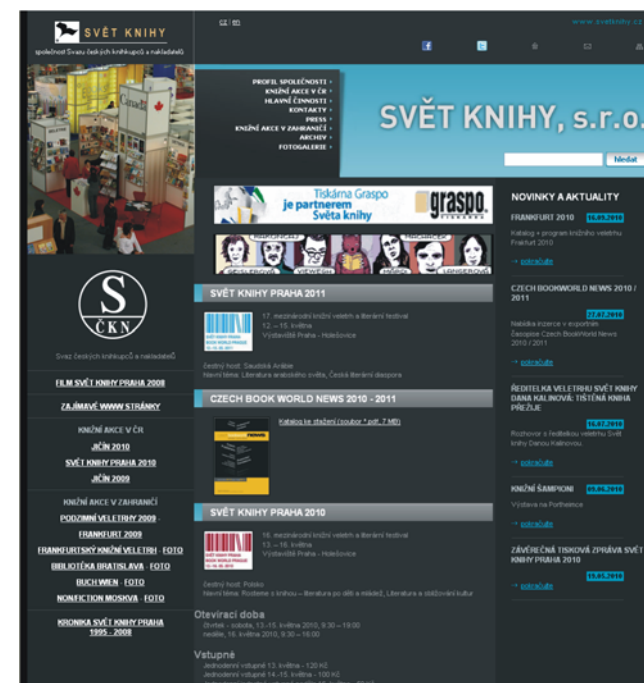 SVĚT KNIHY
společnost Svazu českých knihkupců a nakladatelů
cz | en
www.svetknihy.cz
PROFIL SPOLEČNOSTI
KNIŽNÍ AKCE V ČR
HLAVNÍ ČINNOSTI
KONTAKTY
PRESS
KNIŽNÍ AKCE V ZAHRANIČÍ
ARCHIV
FOTOGALERIE
SVĚT KNIHY, s.r.o.
hledat
Canada
ČKN
Svaz českých knihkupců a nakladatelů
FILM SVĚT KNIHY PRAHA 2008
ZAJÍMAVÉ WWW STRÁNKY
KNIŽNÍ AKCE V ČR
JIČÍN 2010
SVĚT KNIHY PRAHA 2010
JIČÍN 2009
KNIŽNÍ AKCE V ZAHRANIČÍ
PODZIMNÍ VELETRHY 2009 -
FRANKFURT 2009
FRANKFURTSKÝ KNIŽNÍ VELETRH - FOTO
BIBLIOTÉKA BRATISLAVA - FOTO
BUCH WIEN - FOTO
NONFICTION MOSKVA - FOTO
KRONIKA SVĚT KNIHY PRAHA
1995 - 2008
Tiskárna Graspo
je partnerem
Světa knihy
graspo
TISKÁRNA
GEISLEROVÁ VIEWEGH LANGEROVÁ
SVĚT KNIHY PRAHA 2011
17. mezinárodní knižní veletrh a literární festival
12. – 15. května
Výstaviště Praha - Holešovice
čestný host: Saudská Arábie
hlavní téma: Literatura arabského světa, Česká literární diaspora
CZECH BOOK WORLD NEWS 2010 - 2011
Katalog ke stažení (soubor *.pdf, 7 MB)
SVĚT KNIHY PRAHA 2010
16. mezinárodní knižní veletrh a literární festival
13. – 16. května
Výstaviště Praha - Holešovice
čestný host: Polsko
hlavní téma: Rosteme s knihou – literatura pro děti a mládež, Literatura a sbližování kultur
Otevírací doba
čtvrtek - sobota, 13.-15. května 2010, 9:30 – 19:00
neděle, 16. května 2010, 9:30 – 16:00
Vstupné
Jednodenní vstupné 13. května - 120 Kč
Jednodenní vstupné 14.-15. května - 100 Kč
NOVINKY A AKTUALITY
FRANKFURT 2010 16.09.2010
Katalog + program knižního veletrhu
Frakfurt 2010
→ pokračujte
CZECH BOOKWORLD NEWS 2010 /
2011
27.07.2010
Nabídka inzerce v exportním
časopise Czech BookWorld News
2010 / 2011
→ pokračujte
ŘEDITELKA VELETRHU SVĚT KNIHY
DANA KALINOVÁ: TIŠTĚNÁ KNIHA
PŘEŽIJE
16.07.2010
Rozhovor s ředitelkou veletrhu Svět
knihy Danou Kalinovou.
→ pokračujte
KNIŽNÍ ŠAMPIONI 09.06.2010
Výstava na Portheimce
→ pokračujte
ZÁVĚREČNÁ TISKOVÁ ZPRÁVA SVĚT
KNIHY PRAHA 2010
19.05.2010
→ pokračujte